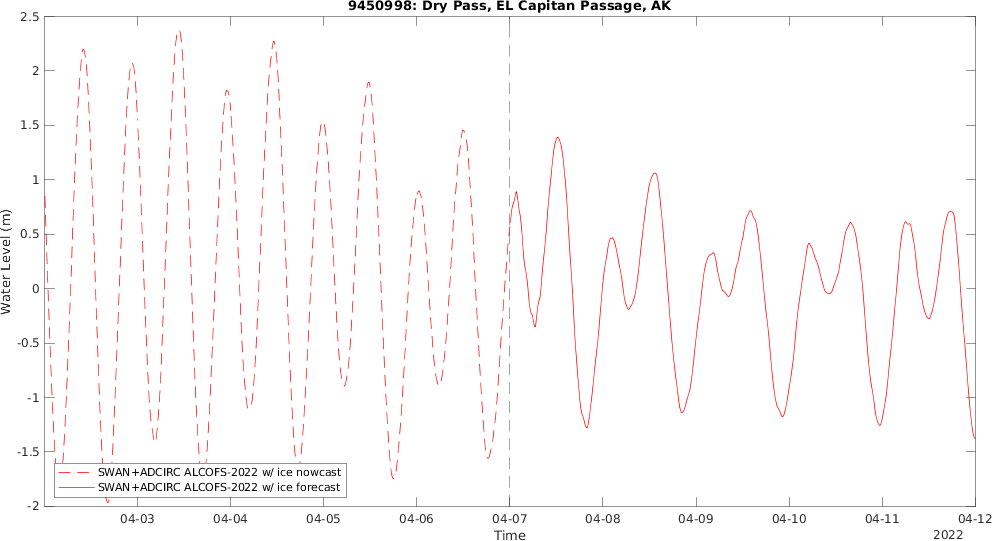 9450998: Dry Pass, EL Capitan Passage, AK
2.5
2
1.5
1
0.5
0
-0.5
-1
-1.5
-2
Water Level (m)
SWAN+ADCIRC ALCOFS-2022 w/ ice nowcast
SWAN+ADCIRC ALCOFS-2022 w/ ice forecast
04-03 04-04 04-05 04-06 04-07 04-08 04-09 04-10 04-11 04-12
Time
2022